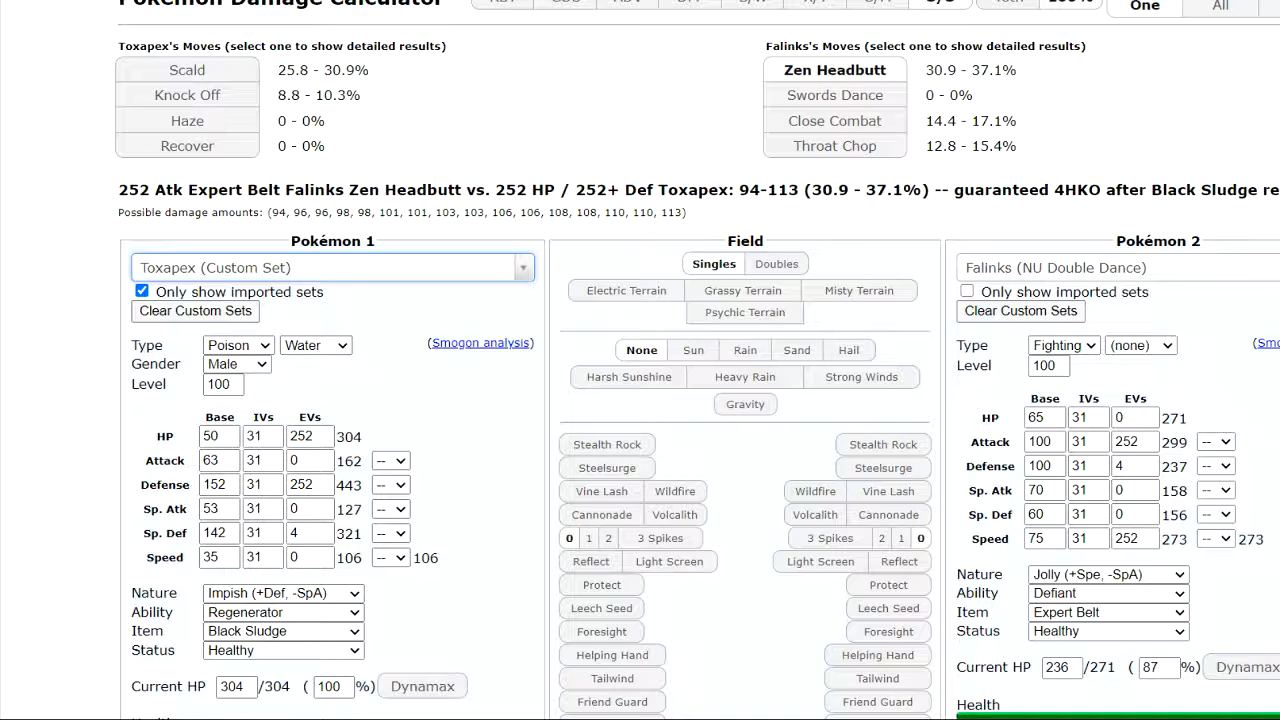 Pokémon Damage Calculator
One All
Toxapex's Moves (select one to show detailed results)
Scald 25.8 - 30.9%
Knock Off 8.8 - 10.3%
Haze 0 - 0%
Recover 0 - 0%
Falinks's Moves (select one to show detailed results)
Zen Headbutt 30.9 - 37.1%
Swords Dance 0 - 0%
Close Combat 14.4 - 17.1%
Throat Chop 12.8 - 15.4%
252 Atk Expert Belt Falinks Zen Headbutt vs. 252 HP / 252+ Def Toxapex: 94-113 (30.9 - 37.1%) -- guaranteed 4HKO after Black Sludge re
Possible damage amounts: (94, 96, 96, 98, 98, 101, 101, 103, 103, 106, 106, 108, 108, 110, 110, 113)
Pokémon 1
Toxapex (Custom Set)
Only show imported sets
Clear Custom Sets
Type Poison Water (Smogon analysis)
Gender Male
Level 100
Base IVs EVs
HP 50 31 252 304
Attack 63 31 0 162 --
Defense 152 31 252 443 --
Sp. Atk 53 31 0 127 --
Sp. Def 142 31 4 321 --
Speed 35 31 0 106 -- 106
Nature Impish (+Def, -SpA)
Ability Regenerator
Item Black Sludge
Status Healthy
Current HP 304 /304 ( 100 %) Dynamax
Field
Singles Doubles
Electric Terrain Grassy Terrain Misty Terrain
Psychic Terrain
None Sun Rain Sand Hail
Harsh Sunshine Heavy Rain Strong Winds
Gravity
Stealth Rock Stealth Rock
Steelsurge Steelsurge
Vine Lash Wildfire Wildfire Vine Lash
Cannonade Volcalith Volcalith Cannonade
0 1 2 3 Spikes 3 Spikes 2 1 0
Reflect Light Screen Light Screen Reflect
Protect Protect
Leech Seed Leech Seed
Foresight Foresight
Helping Hand Helping Hand
Tailwind Tailwind
Friend Guard Friend Guard
Pokémon 2
Falinks (NU Double Dance)
Only show imported sets
Clear Custom Sets
Type Fighting (none) (Smo
Level 100
Base IVs EVs
HP 65 31 0 271
Attack 100 31 252 299 --
Defense 100 31 4 237 --
Sp. Atk 70 31 0 158 --
Sp. Def 60 31 0 156 --
Speed 75 31 252 273 -- 273
Nature Jolly (+Spe, -SpA)
Ability Defiant
Item Expert Belt
Status Healthy
Current HP 236 /271 ( 87 %) Dynamax
Health